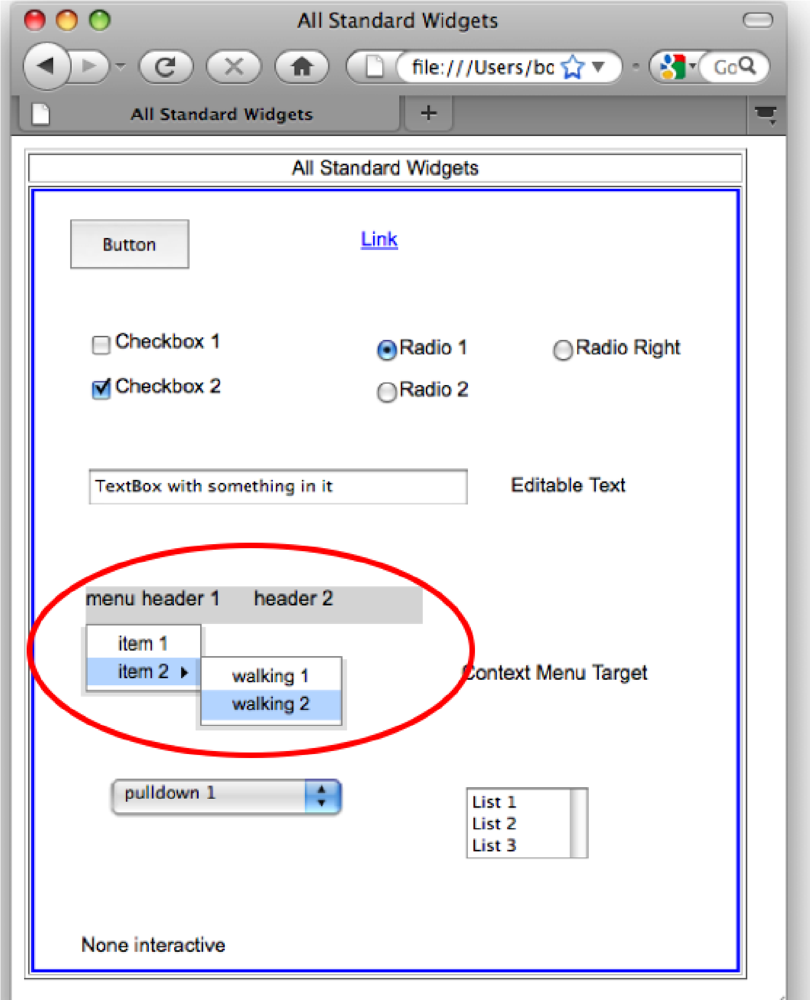 All Standard Widgets
file:///Users/bc
Go
All Standard Widgets
All Standard Widgets
Button
Link
Checkbox 1
Radio 1
Radio Right
Checkbox 2
Radio 2
TextBox with something in it
Editable Text
menu header 1
header 2
item 1
item 2
walking 1
Context Menu Target
walking 2
pulldown 1
List 1
List 2
List 3
None interactive